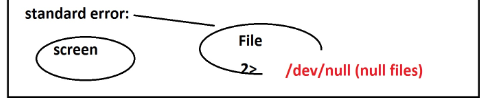 standard error:
screen
File
2> /dev/null (null files)